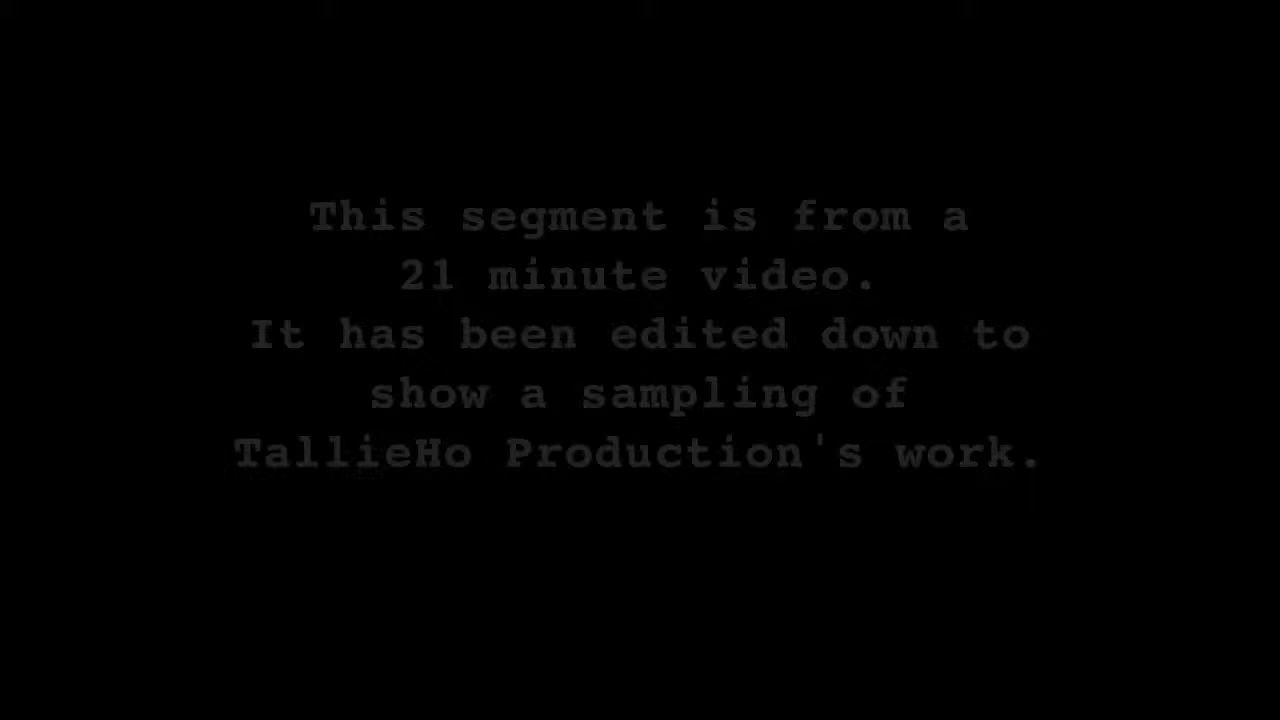 This segment is from a
21 minute video.
It has been edited down to
show a sampling of
TallieHo Production's work.